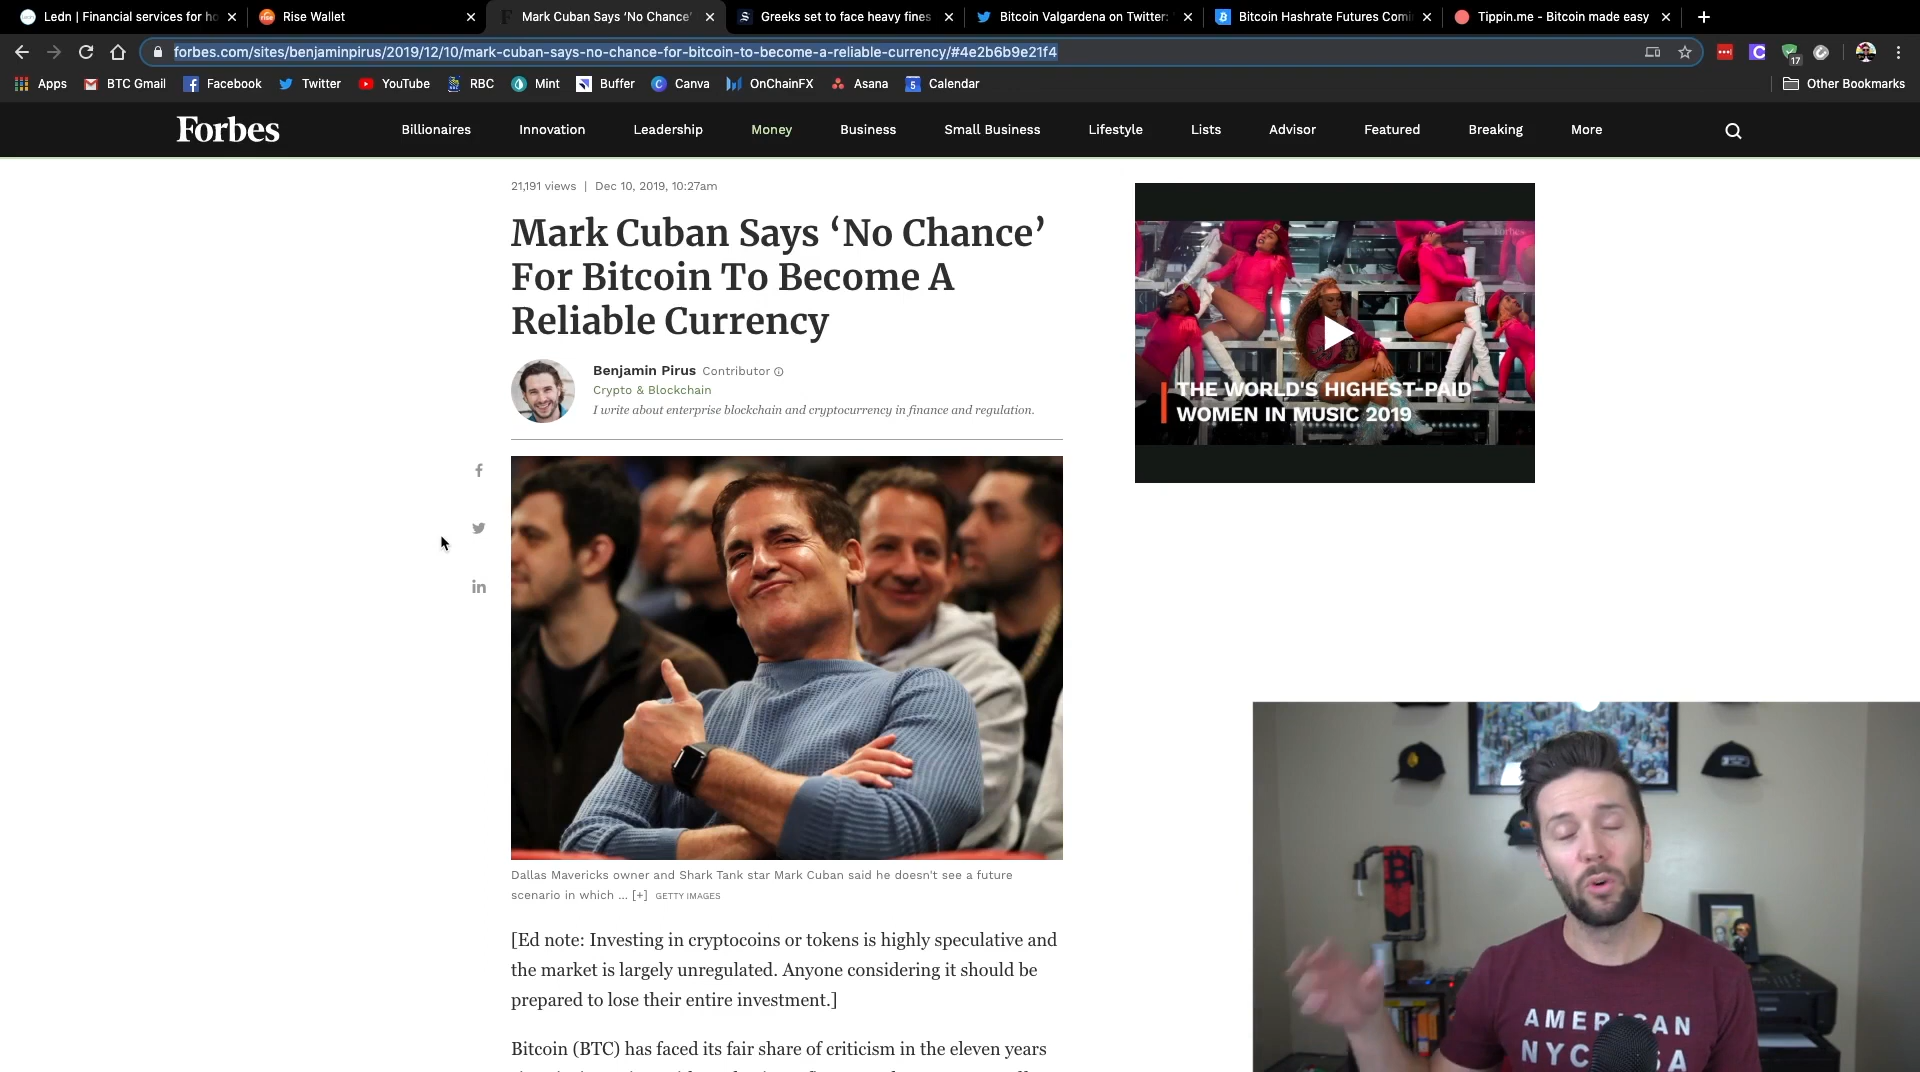 Ledn | Financial services for ho
Rise Wallet
Mark Cuban Says ‘No Chance’
Greeks set to face heavy fines
Bitcoin Valgardena on Twitter:
Bitcoin Hashrate Futures Comi
Tippin.me - Bitcoin made easy
forbes.com/sites/benjaminpirus/2019/12/10/mark-cuban-says-no-chance-for-bitcoin-to-become-a-reliable-currency/#4e2b6b9e21f4
17
Apps
BTC Gmail
Facebook
Twitter
YouTube
RBC
Mint
Buffer
Canva
OnChainFX
Asana
Calendar
Other Bookmarks
Forbes
Billionaires
Innovation
Leadership
Money
Business
Small Business
Lifestyle
Lists
Advisor
Featured
Breaking
More
21,191 views | Dec 10, 2019, 10:27am
Mark Cuban Says ‘No Chance’
For Bitcoin To Become A
Reliable Currency
Benjamin Pirus Contributor
Crypto & Blockchain
I write about enterprise blockchain and cryptocurrency in finance and regulation.
Forbes
THE WORLD'S HIGHEST-PAID
WOMEN IN MUSIC 2019
Dallas Mavericks owner and Shark Tank star Mark Cuban said he doesn't see a future
scenario in which ... [+] GETTY IMAGES
[Ed note: Investing in cryptocoins or tokens is highly speculative and
the market is largely unregulated. Anyone considering it should be
prepared to lose their entire investment.]
Bitcoin (BTC) has faced its fair share of criticism in the eleven years
AMERICAN
NYC